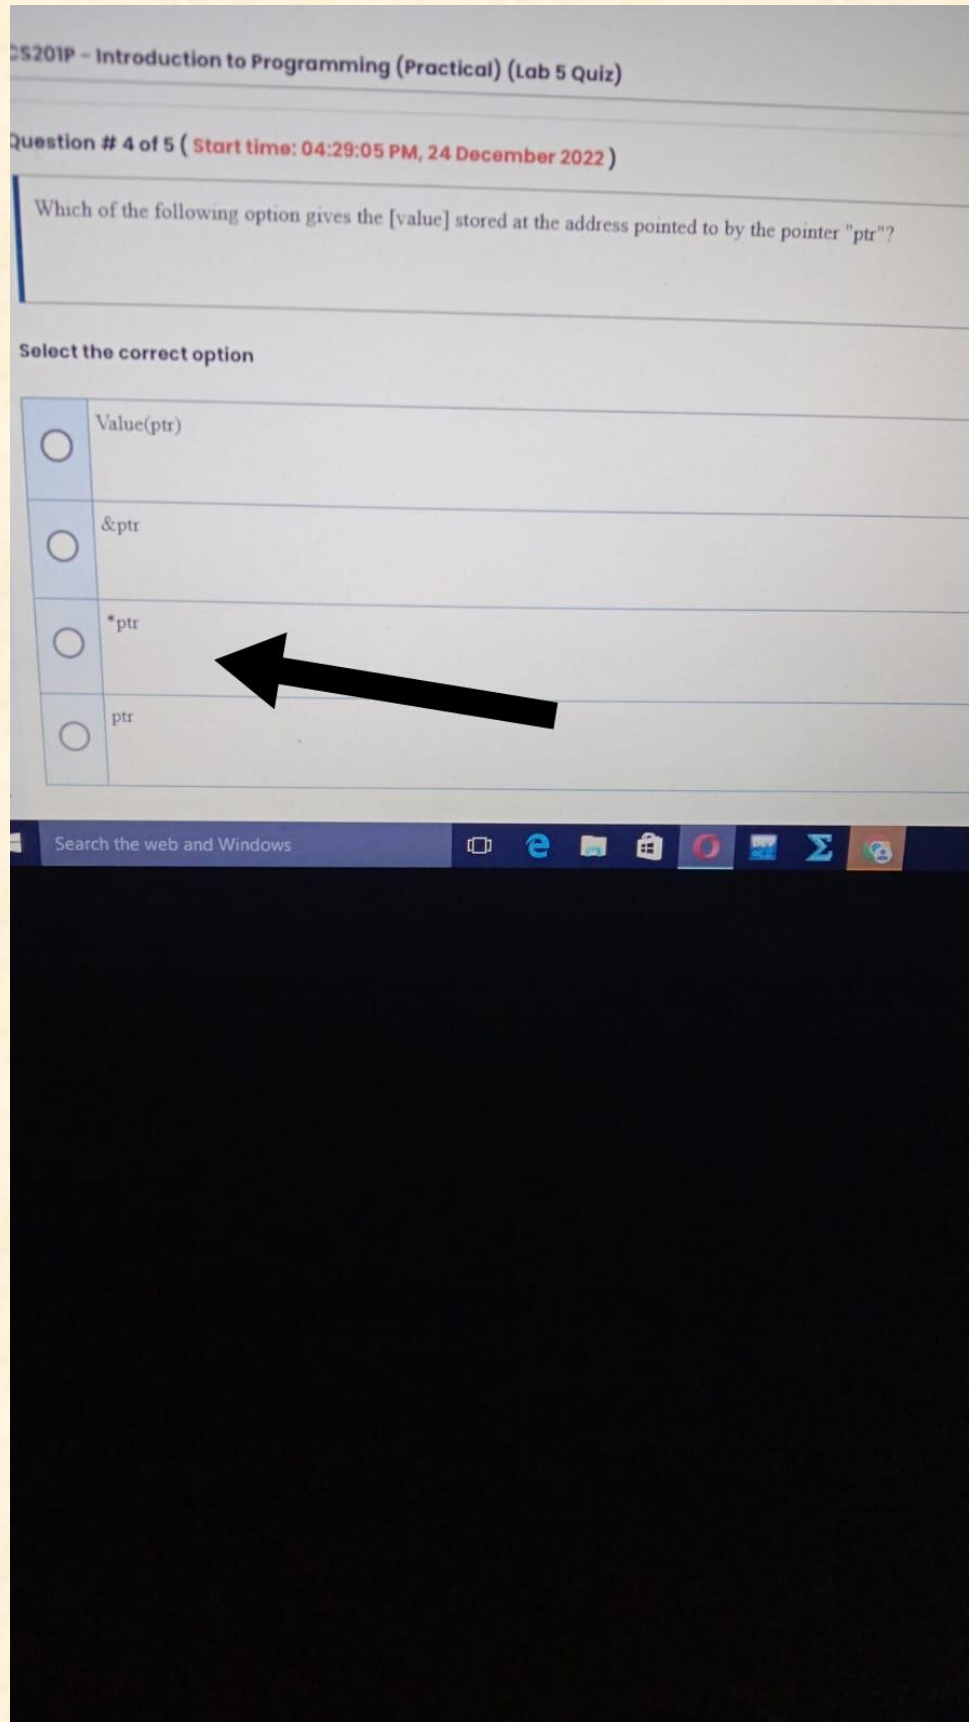 CS201P - Introduction to Programming (Practical) (Lab 5 Quiz)
Question # 4 of 5 ( Start time: 04:29:05 PM, 24 December 2022 )
Which of the following option gives the [value] stored at the address pointed to by the pointer "ptr"?
Select the correct option
Value(ptr)
&ptr
*ptr
ptr
Search the web and Windows
DEV